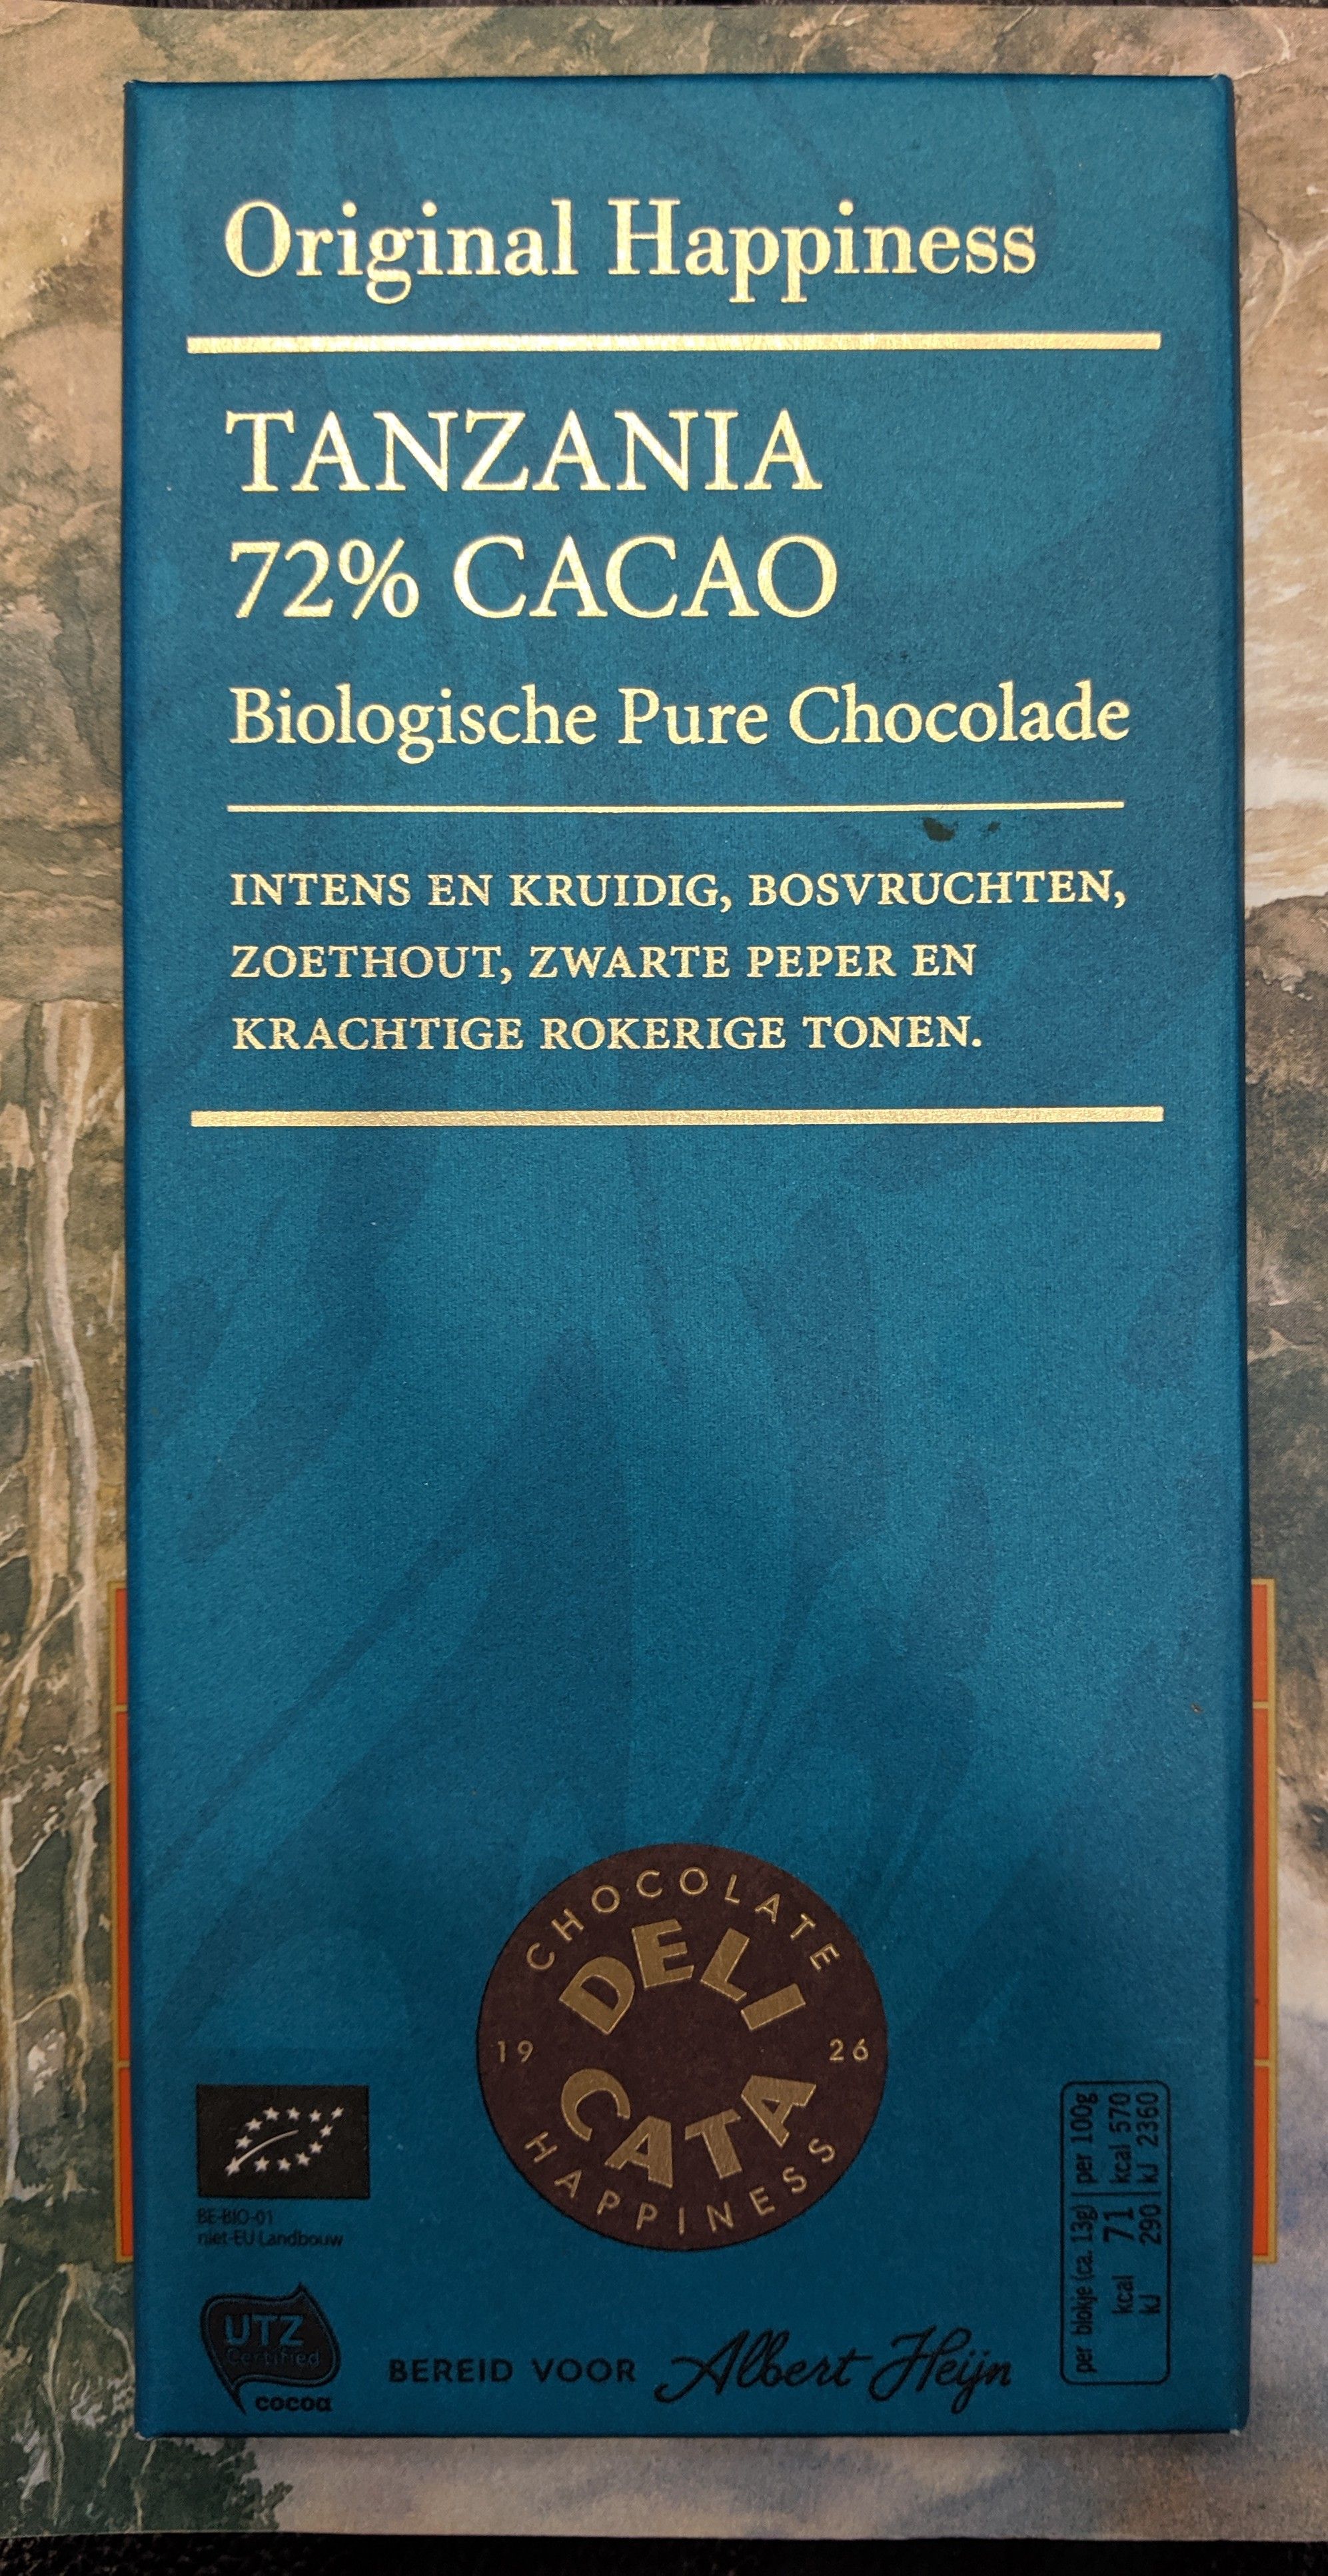 Original Happiness
TANZANIA
72% CACAO
Biologische Pure Chocolade
INTENS EN KRUIDIG, BOSVRUCHTEN,
ZOETHOUT, ZWARTE PEPER EN
KRACHTIGE ROKERIGE TONEN.
CHOCOLATE
DELI
19 26
CATA
HAPPINESS
BE-BIO-01
niet-EU Landbouw
UTZ
Certified
cocoa
BEREID VOOR Albert Heijn
per blokje (ca. 13g) | per 100g
kcal 71 | kcal 570
kJ 290 | kJ 2360